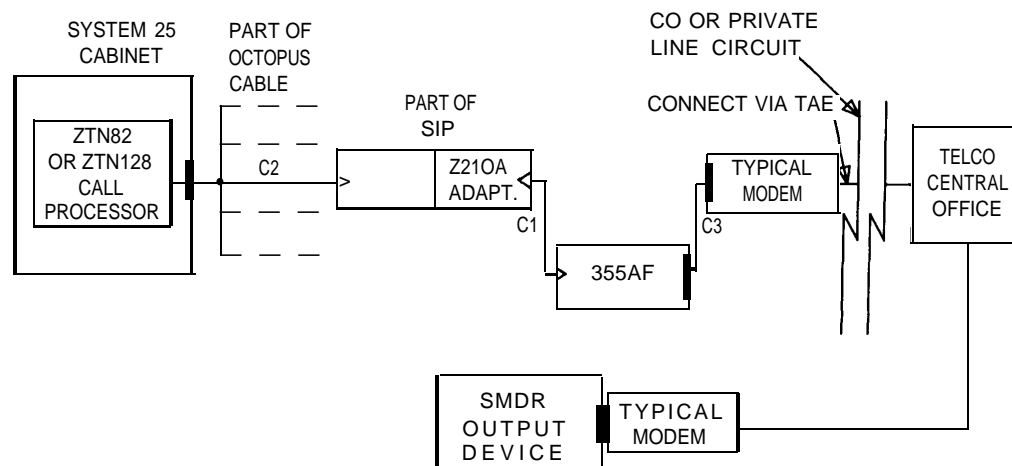 SYSTEM 25
CABINET
PART OF
OCTOPUS
CABLE
CO OR PRIVATE
LINE CIRCUIT
PART OF
SIP
CONNECT VIA TAE
ZTN82
OR ZTN128
CALL
PROCESSOR
C2
Z210A
ADAPT.
C1
TYPICAL
MODEM
C3
TELCO
CENTRAL
OFFICE
355AF
SMDR
OUTPUT
DEVICE
TYPICAL
MODEM